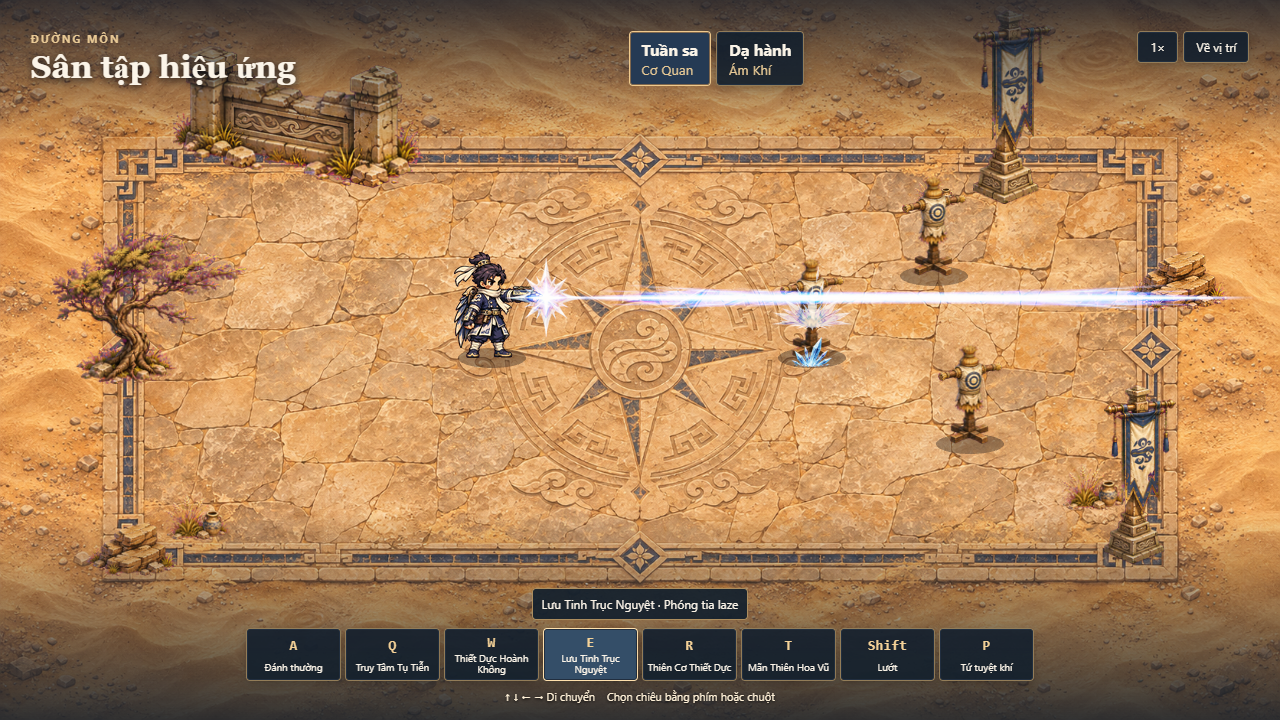 ĐƯỜNG MÔN
Sân tập hiệu ứng
Tuần sa
Cơ Quan
Dạ hành
Ám Khí
1×
Về vị trí
Lưu Tinh Trục Nguyệt · Phóng tia laze
A
Đánh thường
Q
Truy Tâm Tụ Tiễn
W
Thiết Dực Hoành
Không
E
Lưu Tinh Trục
Nguyệt
R
Thiên Cơ Thiết Dực
T
Mãn Thiên Hoa Vũ
Shift
Lướt
P
Tứ tuyệt khí
↑ ↓ ← → Di chuyển Chọn chiêu bằng phím hoặc chuột